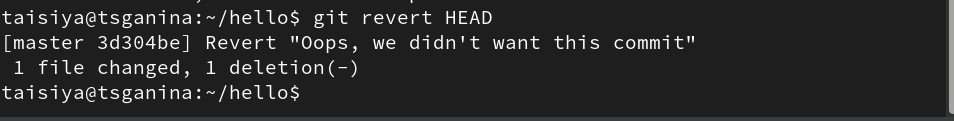 taisiya@tsganina:~/hello$ git revert HEAD
[master 3d304be] Revert "Oops, we didn't want this commit"
 1 file changed, 1 deletion(-)
taisiya@tsganina:~/hello$